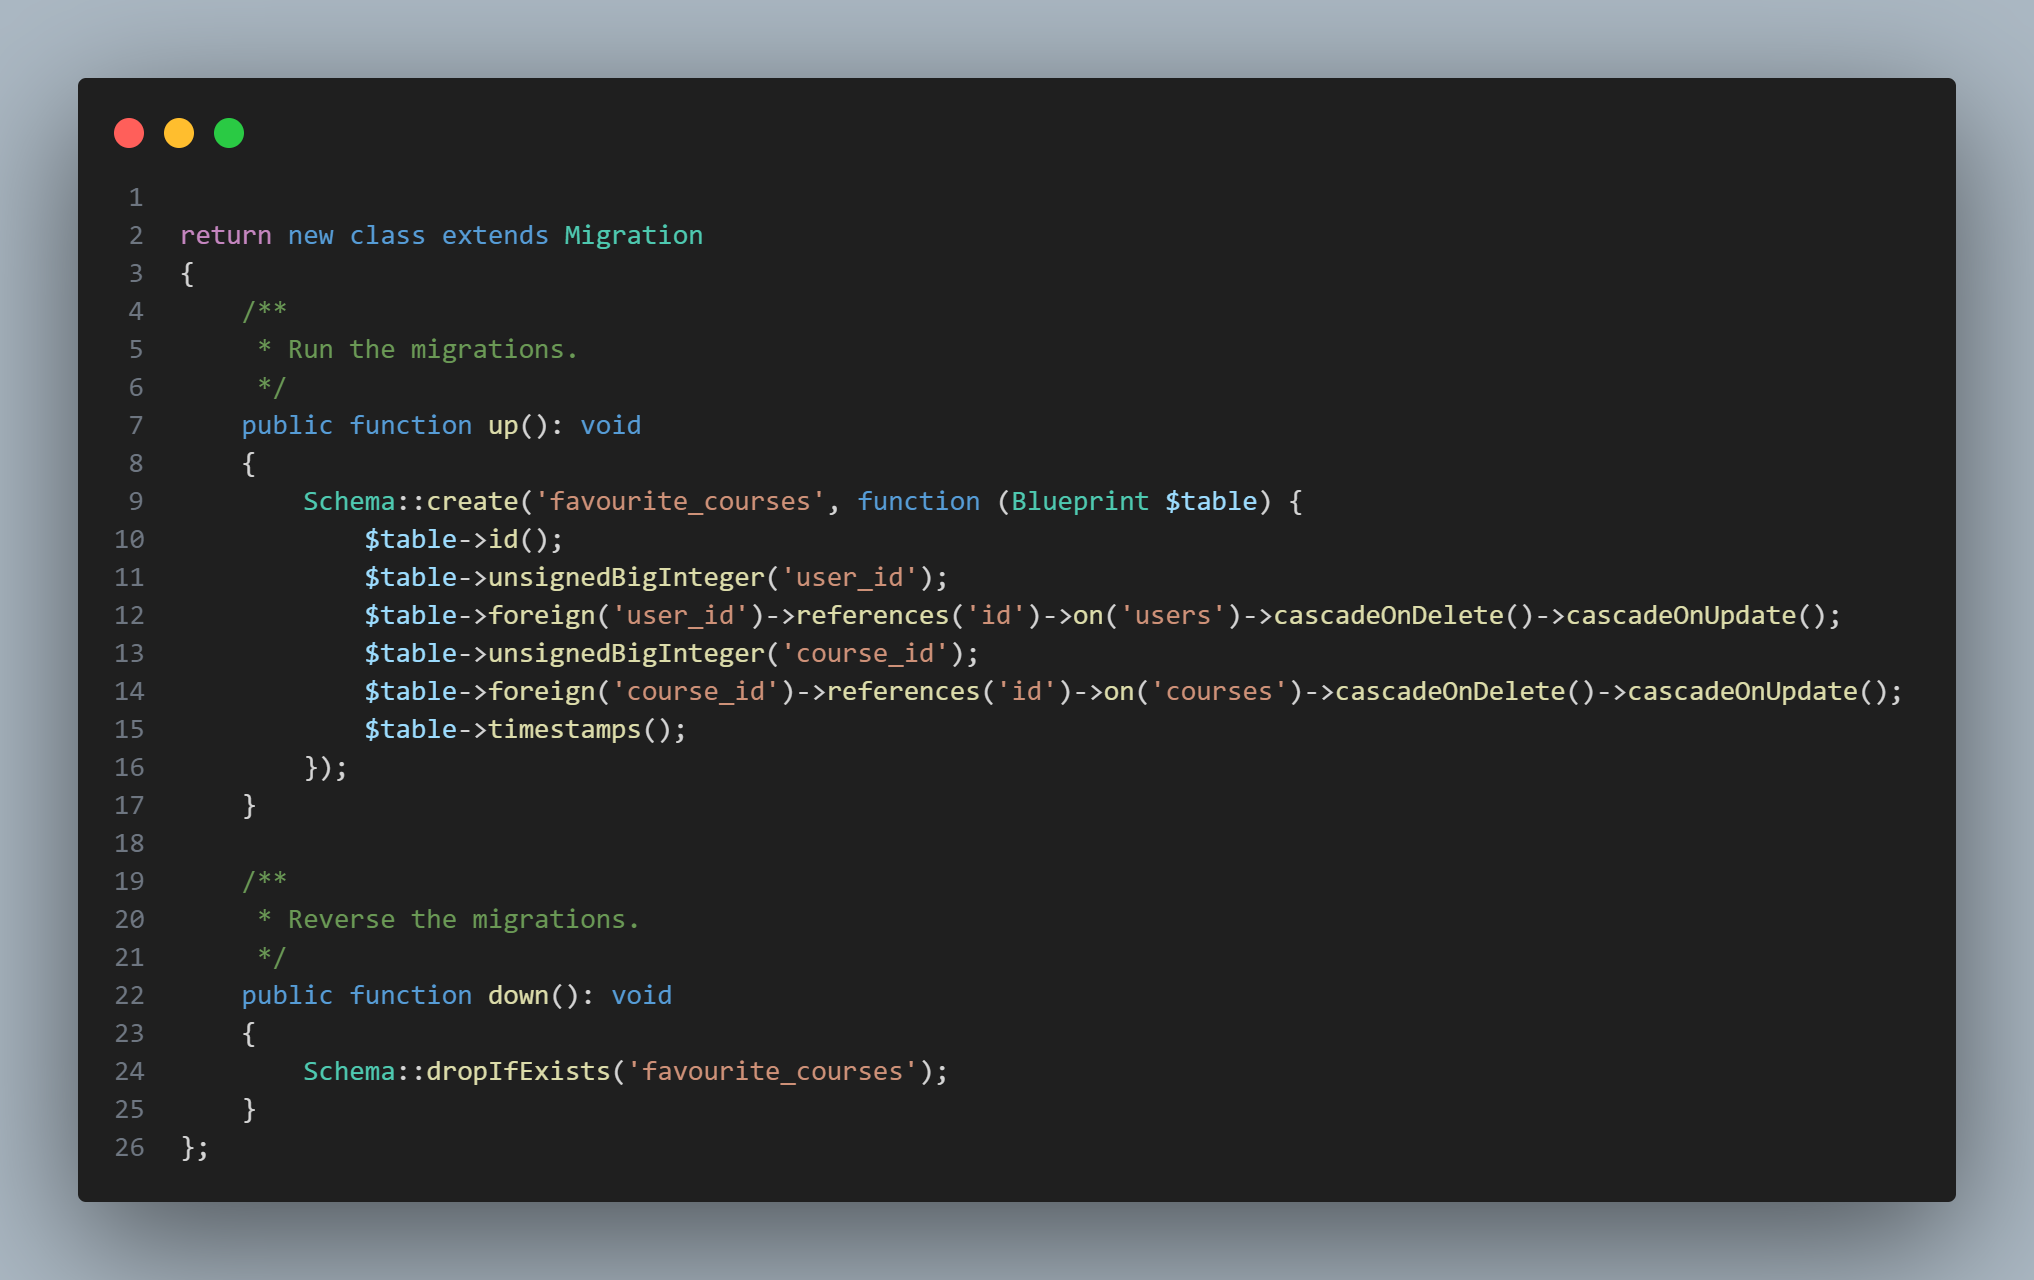 1
2 return new class extends Migration
3 {
4     /**
5      * Run the migrations.
6      */
7     public function up(): void
8     {
9         Schema::create('favourite_courses', function (Blueprint $table) {
10             $table->id();
11             $table->unsignedBigInteger('user_id');
12             $table->foreign('user_id')->references('id')->on('users')->cascadeOnDelete()->cascadeOnUpdate();
13             $table->unsignedBigInteger('course_id');
14             $table->foreign('course_id')->references('id')->on('courses')->cascadeOnDelete()->cascadeOnUpdate();
15             $table->timestamps();
16         });
17     }
18
19     /**
20      * Reverse the migrations.
21      */
22     public function down(): void
23     {
24         Schema::dropIfExists('favourite_courses');
25     }
26 };